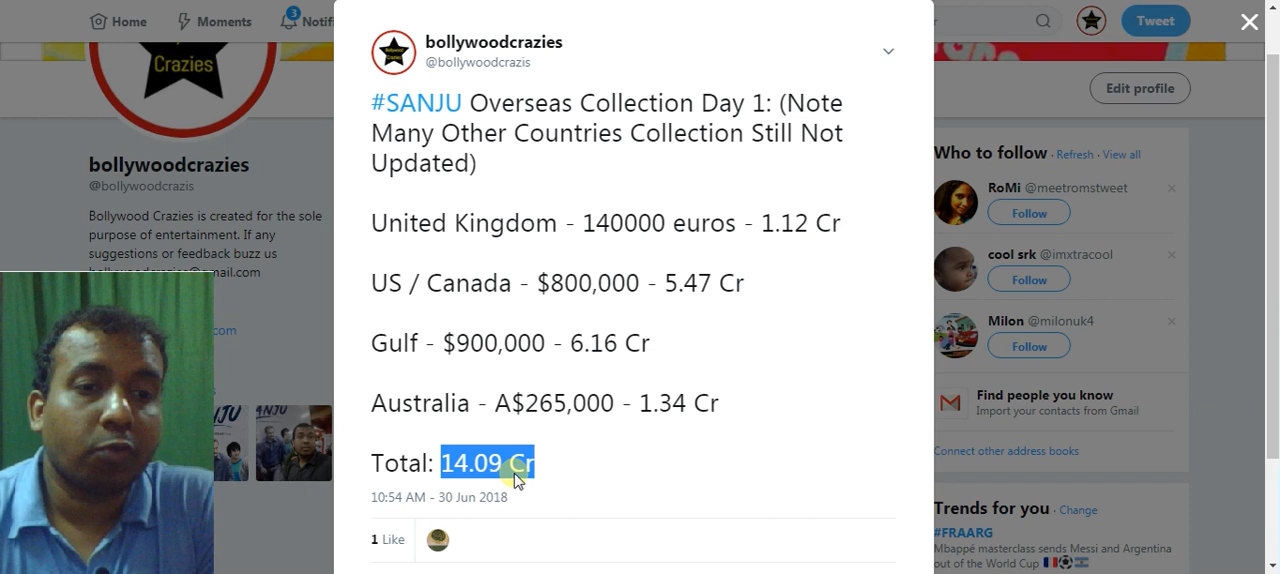 Home
Moments
3
Notifi
Tweet
bollywoodcrazies
@bollywoodcrazis
#SANJU Overseas Collection Day 1: (Note
Many Other Countries Collection Still Not
Updated)
United Kingdom - 140000 euros - 1.12 Cr
US / Canada - $800,000 - 5.47 Cr
Gulf - $900,000 - 6.16 Cr
Australia - A$265,000 - 1.34 Cr
Total: 14.09 Cr
10:54 AM - 30 Jun 2018
1 Like
Crazies
bollywoodcrazies
@bollywoodcrazis
Bollywood Crazies is created for the sole
purpose of entertainment. If any
suggestions or feedback buzz us
Edit profile
Who to follow · Refresh · View all
RoMi @meetromstweet
Follow
cool srk @imxtracool
Follow
Milon @milonuk4
Follow
Find people you know
Import your contacts from Gmail
Connect other address books
Trends for you · Change
#FRAARG
Mbappé masterclass sends Messi and Argentina
out of the World Cup